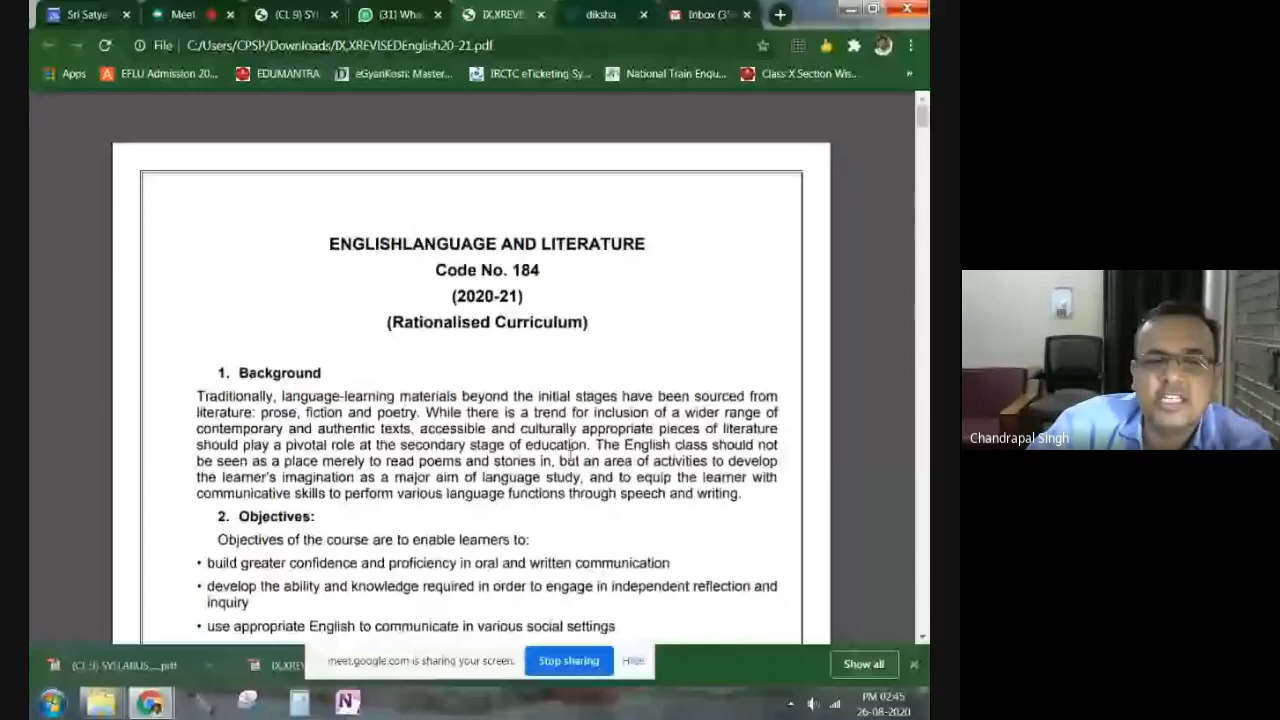 Sri Satya
Meet
(CL 9) SYL
(31) Wha
IX,XREVIS
diksha
Inbox (35
File C:/Users/CPSP/Downloads/IX,XREVISEDEnglish20-21.pdf
Apps EFLU Admission 20... EDUMANTRA eGyanKosh: Master... IRCTC eTicketing Sy... National Train Enqu... Class X Section Wis... »
ENGLISHLANGUAGE AND LITERATURE
Code No. 184
(2020-21)
(Rationalised Curriculum)
1. Background
Traditionally, language-learning materials beyond the initial stages have been sourced from
literature: prose, fiction and poetry. While there is a trend for inclusion of a wider range of
contemporary and authentic texts, accessible and culturally appropriate pieces of literature
should play a pivotal role at the secondary stage of education. The English class should not
be seen as a place merely to read poems and stories in, but an area of activities to develop
the learner's imagination as a major aim of language study, and to equip the learner with
communicative skills to perform various language functions through speech and writing.
2. Objectives:
Objectives of the course are to enable learners to:
• build greater confidence and proficiency in oral and written communication
• develop the ability and knowledge required in order to engage in independent reflection and
inquiry
• use appropriate English to communicate in various social settings
Chandrapal Singh
(CL 9) SYLLABUS__.pdf
IX,XREV
meet.google.com is sharing your screen.
Stop sharing
Hide
Show all
PM 02:45
26-08-2020